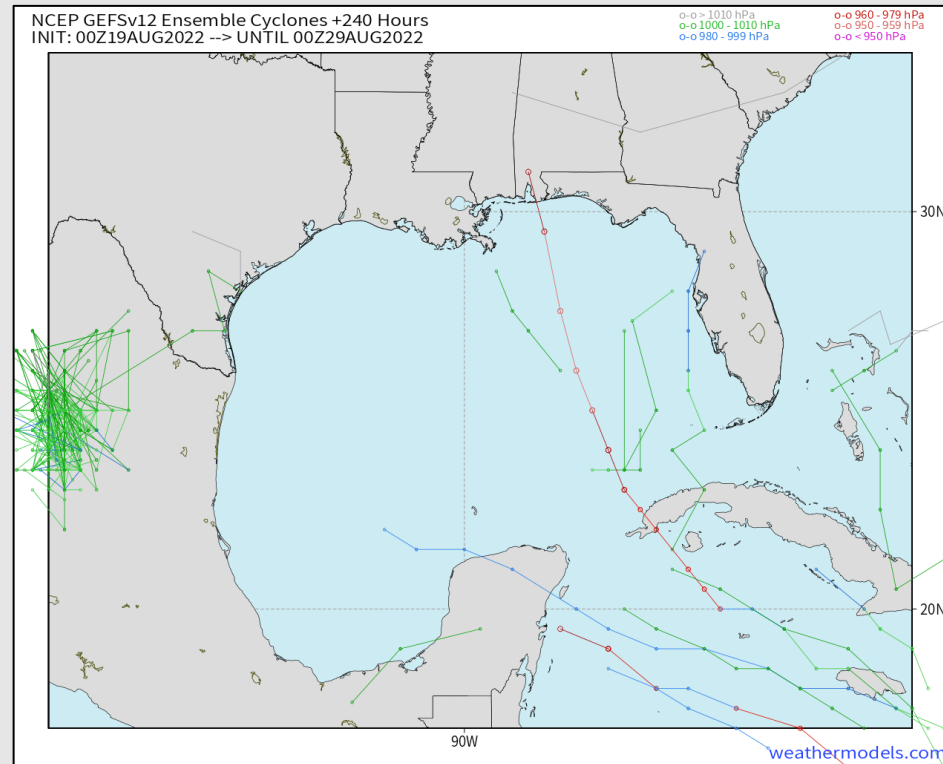 NCEP GEFSv12 Ensemble Cyclones +240 Hours
INIT: 00Z19AUG2022 --> UNTIL 00Z29AUG2022
o-o > 1010 hPa
o-o 1000 - 1010 hPa
o-o 980 - 999 hPa
o-o 960 - 979 hPa
o-o 950 - 959 hPa
o-o < 950 hPa
30N
20N
90W
weathermodels.com